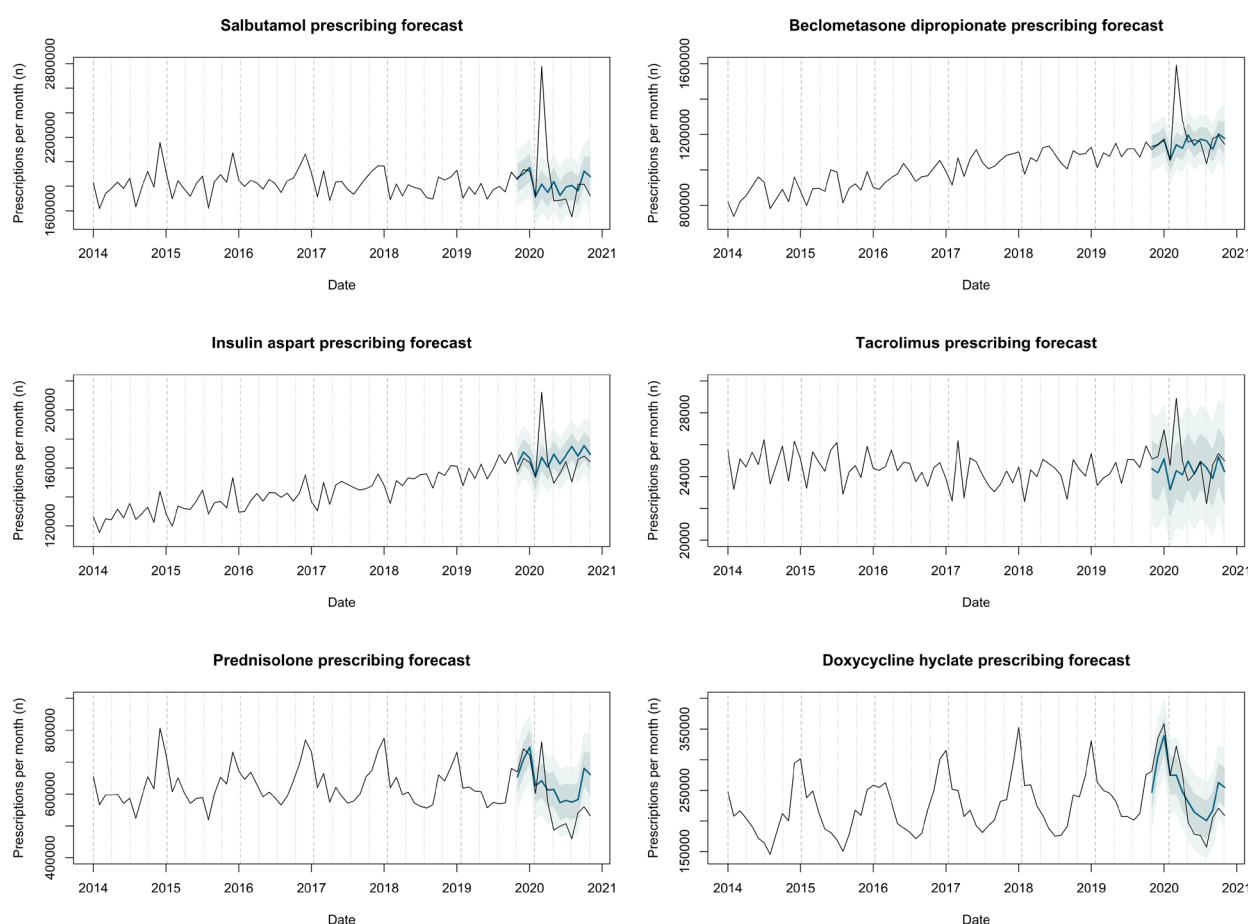 Salbutamol prescribing forecast
Prescriptions per month (n)
2800000
2200000
1600000
2014 2015 2016 2017 2018 2019 2020 2021
Date
Beclometasone dipropionate prescribing forecast
Prescriptions per month (n)
1600000
1200000
800000
2014 2015 2016 2017 2018 2019 2020 2021
Date
Insulin aspart prescribing forecast
Prescriptions per month (n)
200000
160000
120000
2014 2015 2016 2017 2018 2019 2020 2021
Date
Tacrolimus prescribing forecast
Prescriptions per month (n)
28000
24000
20000
2014 2015 2016 2017 2018 2019 2020 2021
Date
Prednisolone prescribing forecast
Prescriptions per month (n)
800000
600000
400000
2014 2015 2016 2017 2018 2019 2020 2021
Date
Doxycycline hyclate prescribing forecast
Prescriptions per month (n)
350000
250000
150000
2014 2015 2016 2017 2018 2019 2020 2021
Date